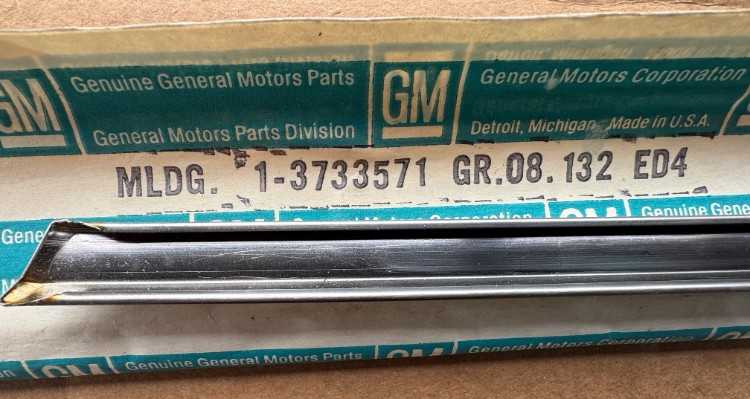 GM
Genuine General Motors Parts
General Motors Parts Division
GM
General Motors Corporation
Detroit, Michigan Made in U.S.A.
MLDG. 1-3733571 GR.08.132 ED4
Gene
General Motors Corporation
GM
Genuine General
Motors
Genuine General Motors Parts
GM
General Motors Corporation